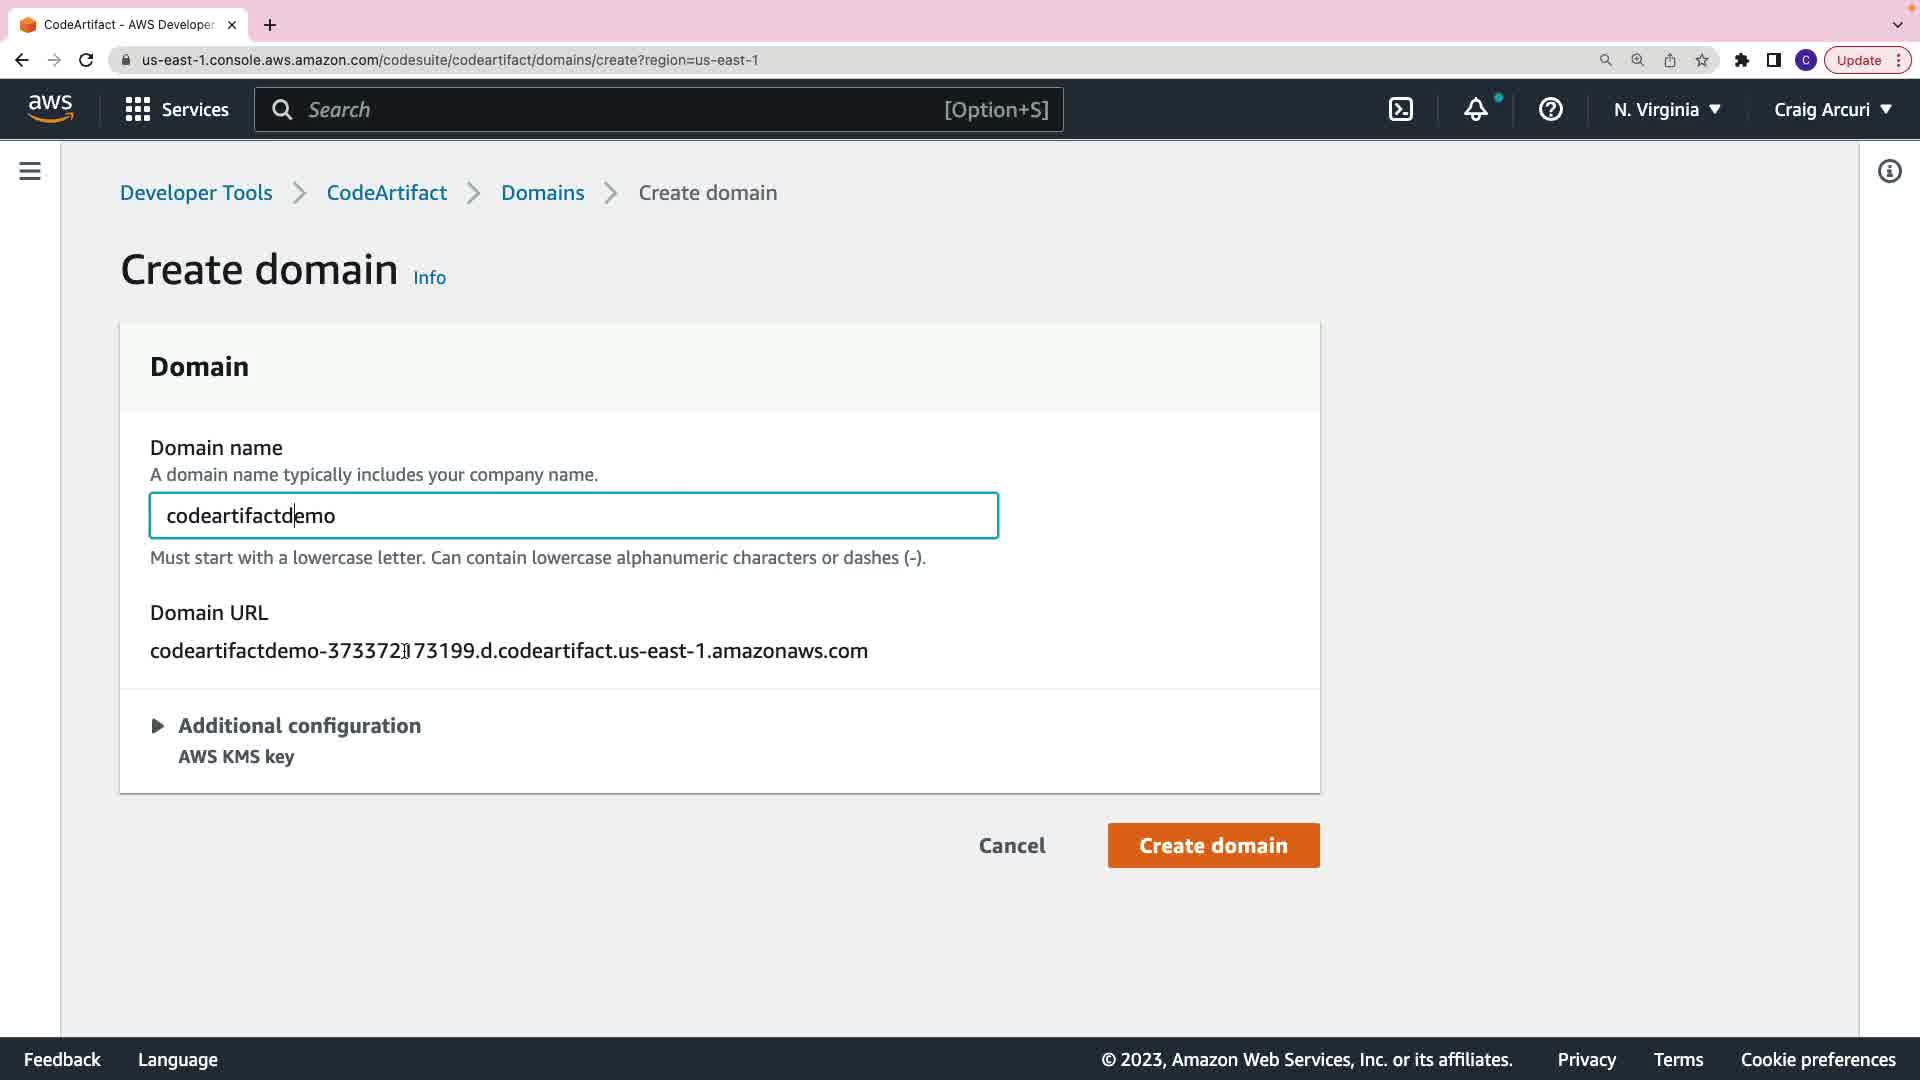 CodeArtifact - AWS Developer
us-east-1.console.aws.amazon.com/codesuite/codeartifact/domains/create?region=us-east-1
C
Update
aws
Services
Search
[Option+S]
N. Virginia
Craig Arcuri
Developer Tools
CodeArtifact
Domains
Create domain
Create domain Info
Domain
Domain name
A domain name typically includes your company name.
codeartifactdemo
Must start with a lowercase letter. Can contain lowercase alphanumeric characters or dashes (-).
Domain URL
codeartifactdemo-373372173199.d.codeartifact.us-east-1.amazonaws.com
Additional configuration
AWS KMS key
Cancel
Create domain
Feedback
Language
© 2023, Amazon Web Services, Inc. or its affiliates.
Privacy
Terms
Cookie preferences